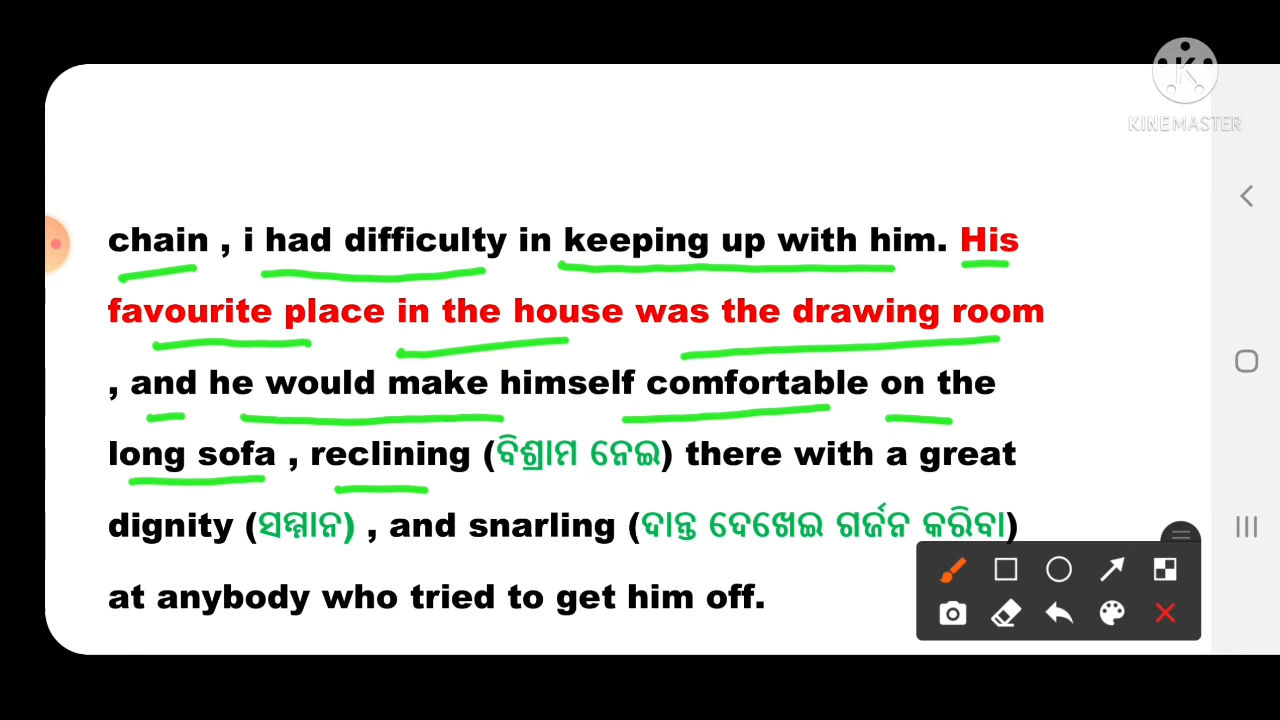 KINEMASTER
chain , i had difficulty in keeping up with him. His
favourite place in the house was the drawing room
, and he would make himself comfortable on the
long sofa , reclining (ବିଶ୍ରାମ ନେଇ) there with a great
dignity (ସମ୍ମାନ) , and snarling (ଦାନ୍ତ ଦେଖେଇ ଗର୍ଜନ କରିବା)
at anybody who tried to get him off.